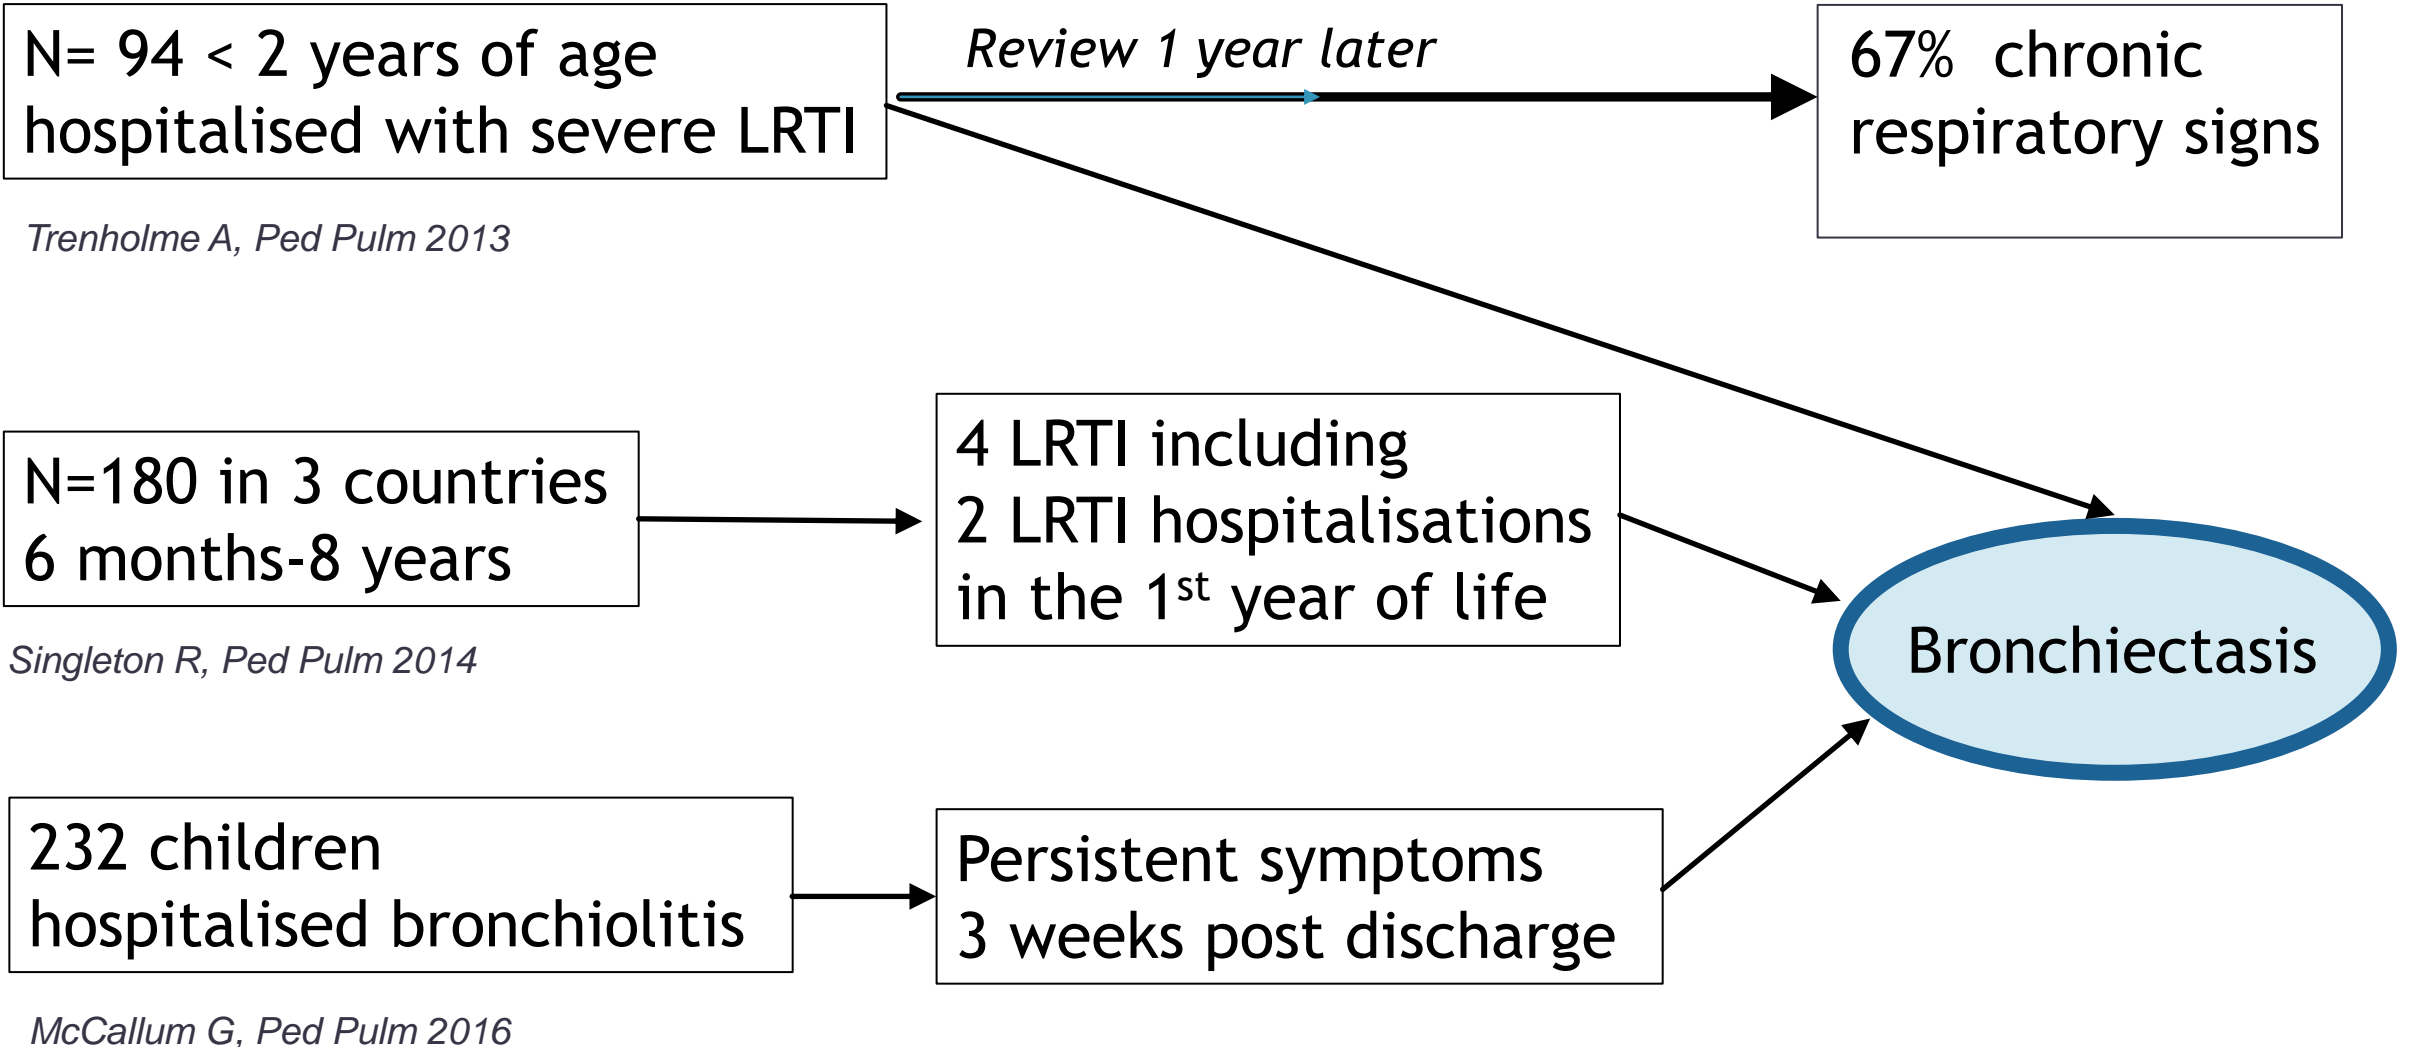 N= 94 < 2 years of age
hospitalised with severe LRTI
Review 1 year later
67% chronic
respiratory signs
Trenholme A, Ped Pulm 2013
N=180 in 3 countries
6 months-8 years
4 LRTI including
2 LRTI hospitalisations
in the 1st year of life
Singleton R, Ped Pulm 2014
Bronchiectasis
232 children
hospitalised bronchiolitis
Persistent symptoms
3 weeks post discharge
McCallum G, Ped Pulm 2016